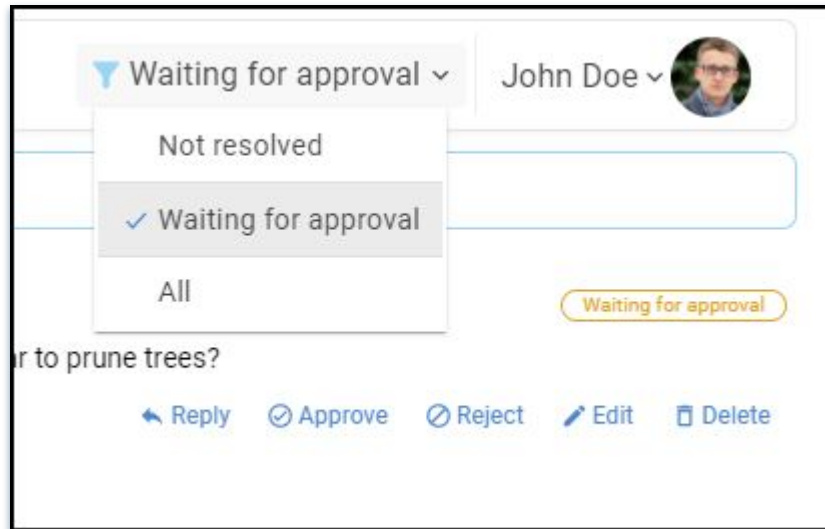 Waiting for approval
John Doe
Not resolved
Waiting for approval
All
Waiting for approval
to prune trees?
Reply Approve Reject Edit Delete